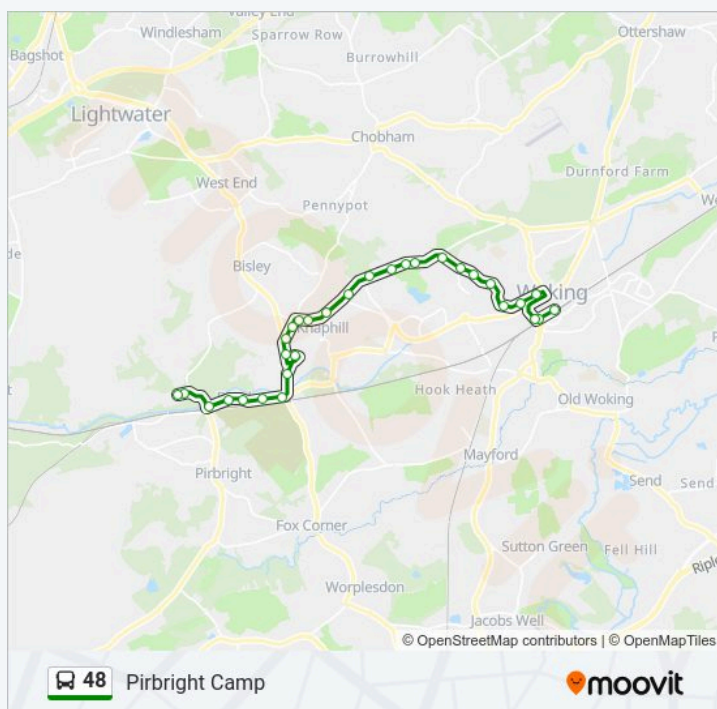 Windlesham
Valley End
Sparrow Row
Ottershaw
Bagshot
Burrowhill
Lightwater
Chobham
West End
Durnford Farm
Pennypot
Bisley
Woking
Knaphill
Hook Heath
Old Woking
Pirbright
Mayford
Send
Send
Fox Corner
Sutton Green
Fell Hill
Worplesdon
Jacobs Well
© OpenStreetMap contributors | © OpenMapTiles
48 Pirbright Camp
moovit